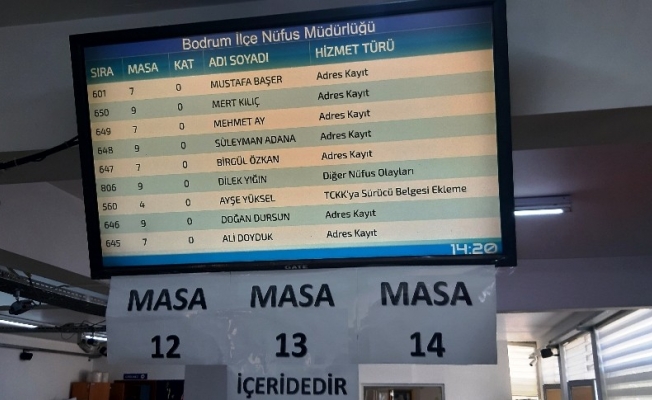 Bodrum İlçe Nüfus Müdürlüğü
SIRA MASA KAT ADI SOYADI HİZMET TÜRÜ
601 7 0 MUSTAFA BAŞER Adres Kayıt
650 9 0 MERT KILIÇ Adres Kayıt
649 7 0 MEHMET AY Adres Kayıt
648 9 0 SÜLEYMAN ADANA Adres Kayıt
647 7 0 BİRGÜL ÖZKAN Adres Kayıt
806 9 0 DİLEK YIĞIN Diğer Nüfus Olayları
560 4 0 AYŞE YÜKSEL TCKK'ya Sürücü Belgesi Ekleme
646 9 0 DOĞAN DURSUN Adres Kayıt
645 7 0 ALİ DOYDUK Adres Kayıt
14:20
MASA MASA MASA
12 13 14
İÇERİDEDİR